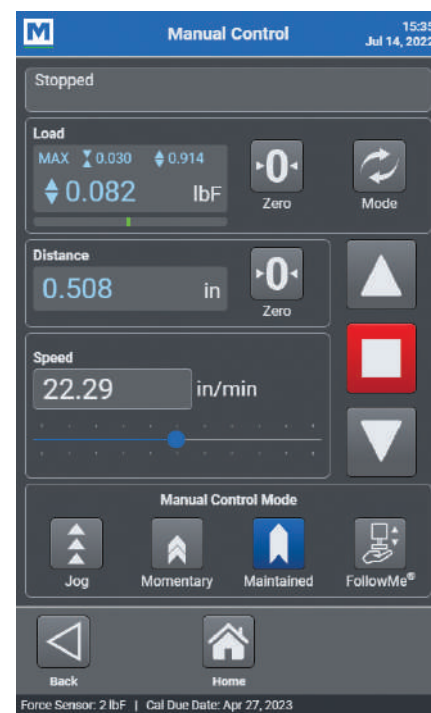 M
Manual Control
15:35
Jul 14, 2022
Stopped
Load
MAX 0.030 0.914
0.082 lbF
0
Zero
Mode
Distance
0.508 in
0
Zero
Speed
22.29 in/min
Manual Control Mode
Jog
Momentary
Maintained
FollowMe®
Back
Home
Force Sensor: 2 lbF | Cal Due Date: Apr 27, 2023